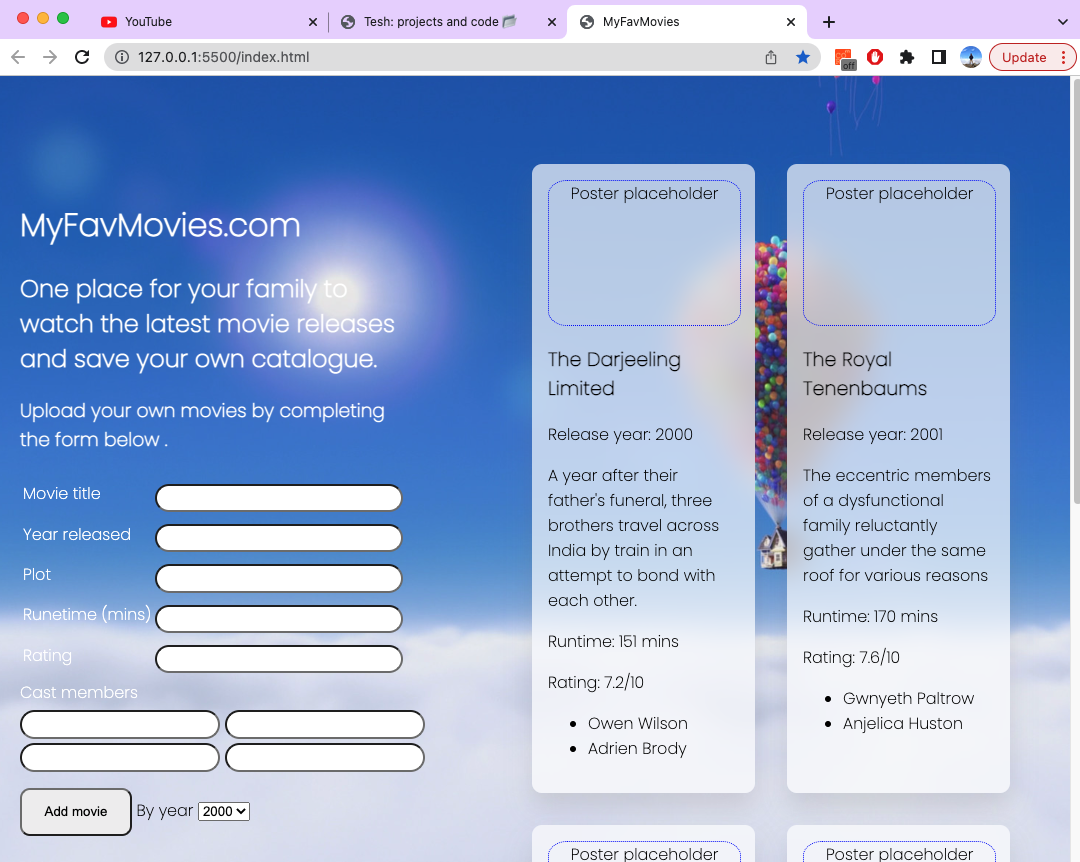 YouTube
Tesh: projects and code
MyFavMovies
127.0.0.1:5500/index.html
off
Update
MyFavMovies.com
One place for your family to
watch the latest movie releases
and save your own catalogue.
Upload your own movies by completing
the form below .
Movie title
Year released
Plot
Runetime (mins)
Rating
Cast members
Add movie
By year
2000
Poster placeholder
The Darjeeling
Limited
Release year: 2000
A year after their
father's funeral, three
brothers travel across
India by train in an
attempt to bond with
each other.
Runtime: 151 mins
Rating: 7.2/10
Owen Wilson
Adrien Brody
Poster placeholder
The Royal
Tenenbaums
Release year: 2001
The eccentric members
of a dysfunctional
family reluctantly
gather under the same
roof for various reasons
Runtime: 170 mins
Rating: 7.6/10
Gwnyeth Paltrow
Anjelica Huston
Poster placeholder
Poster placeholder